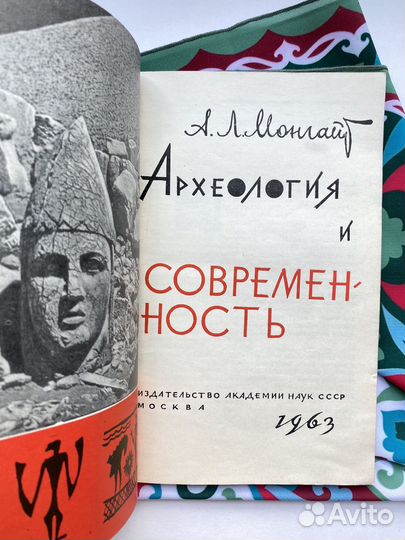 А. Л. Монгайт
Археология
и
современ-
ность
издательство академии наук ссср
москва
1963
Avito